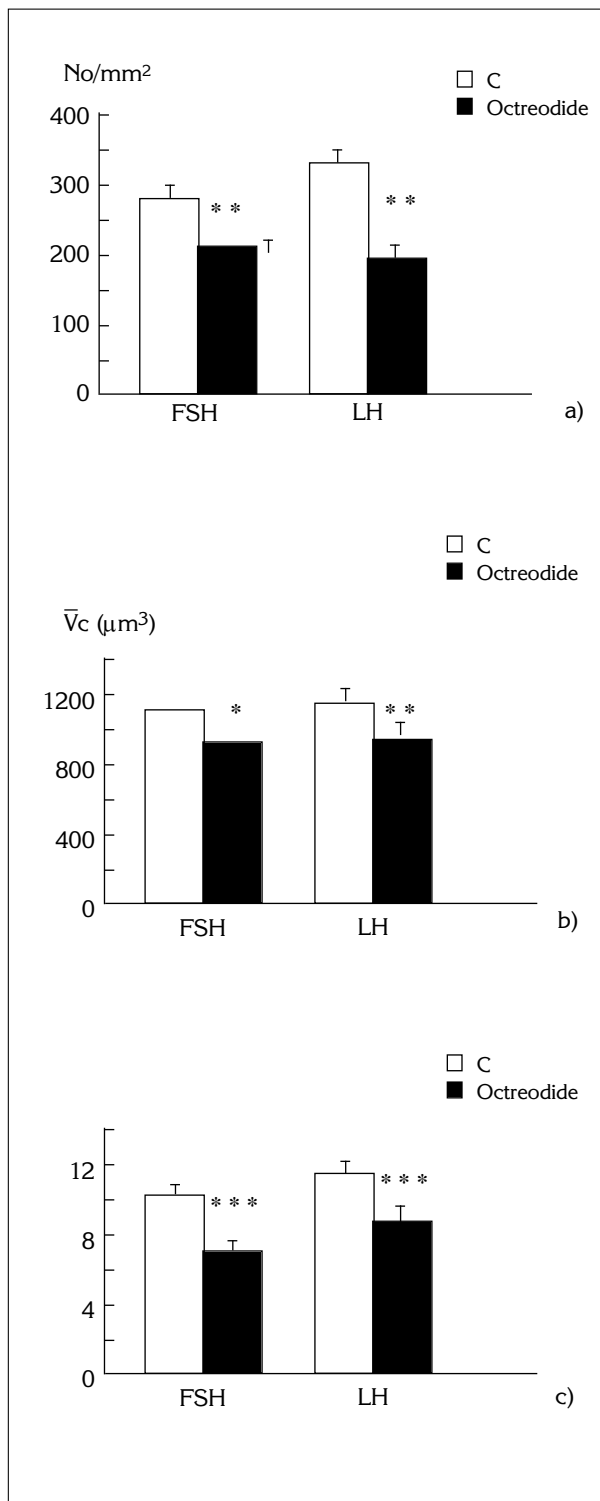 No/mm²
C
Octreodide
400
300
200
100
0
* *
* *
FSH
LH
a)
C
Octreodide
V̅c (μm³)
1200
800
400
0
*
* *
FSH
LH
b)
C
Octreodide
12
8
4
0
* * *
* * *
FSH
LH
c)